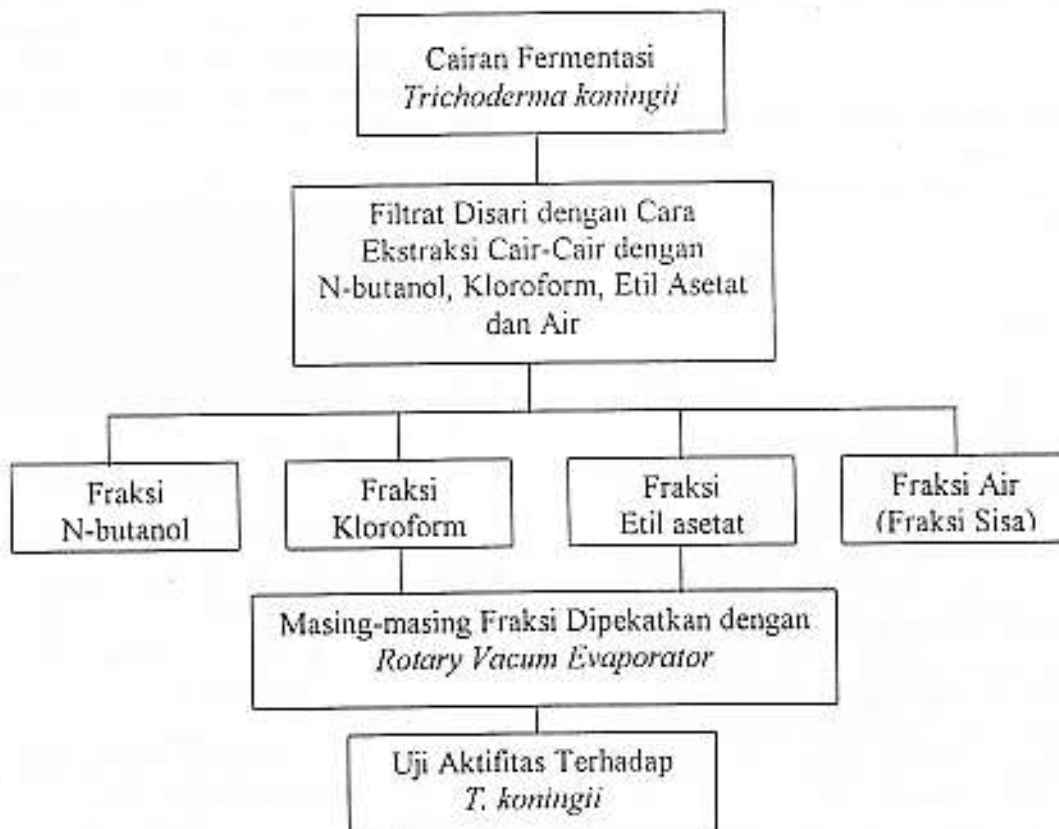 Cairan Fermentasi
Trichoderma koningii
Filtrat Disari dengan Cara
Ekstraksi Cair-Cair dengan
N-butanol, Kloroform, Etil Asetat
dan Air
Fraksi
N-butanol
Fraksi
Kloroform
Fraksi
Etil asetat
Fraksi Air
(Fraksi Sisa)
Masing-masing Fraksi Dipekatkan dengan
Rotary Vacum Evaporator
Uji Aktifitas Terhadap
T. koningii